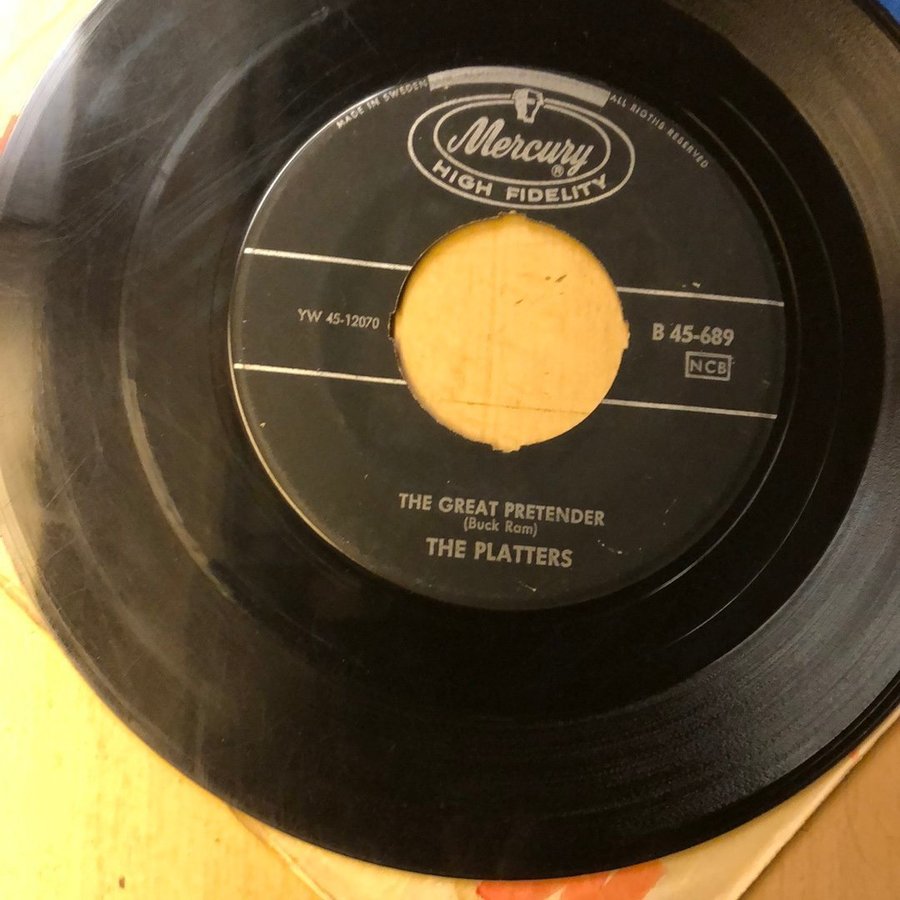 MADE IN SWEDEN
ALL RIGTHS RESERVED
Mercury
®
HIGH FIDELITY
YW 45-12070
B 45-689
NCB
THE GREAT PRETENDER
(Buck Ram)
THE PLATTERS